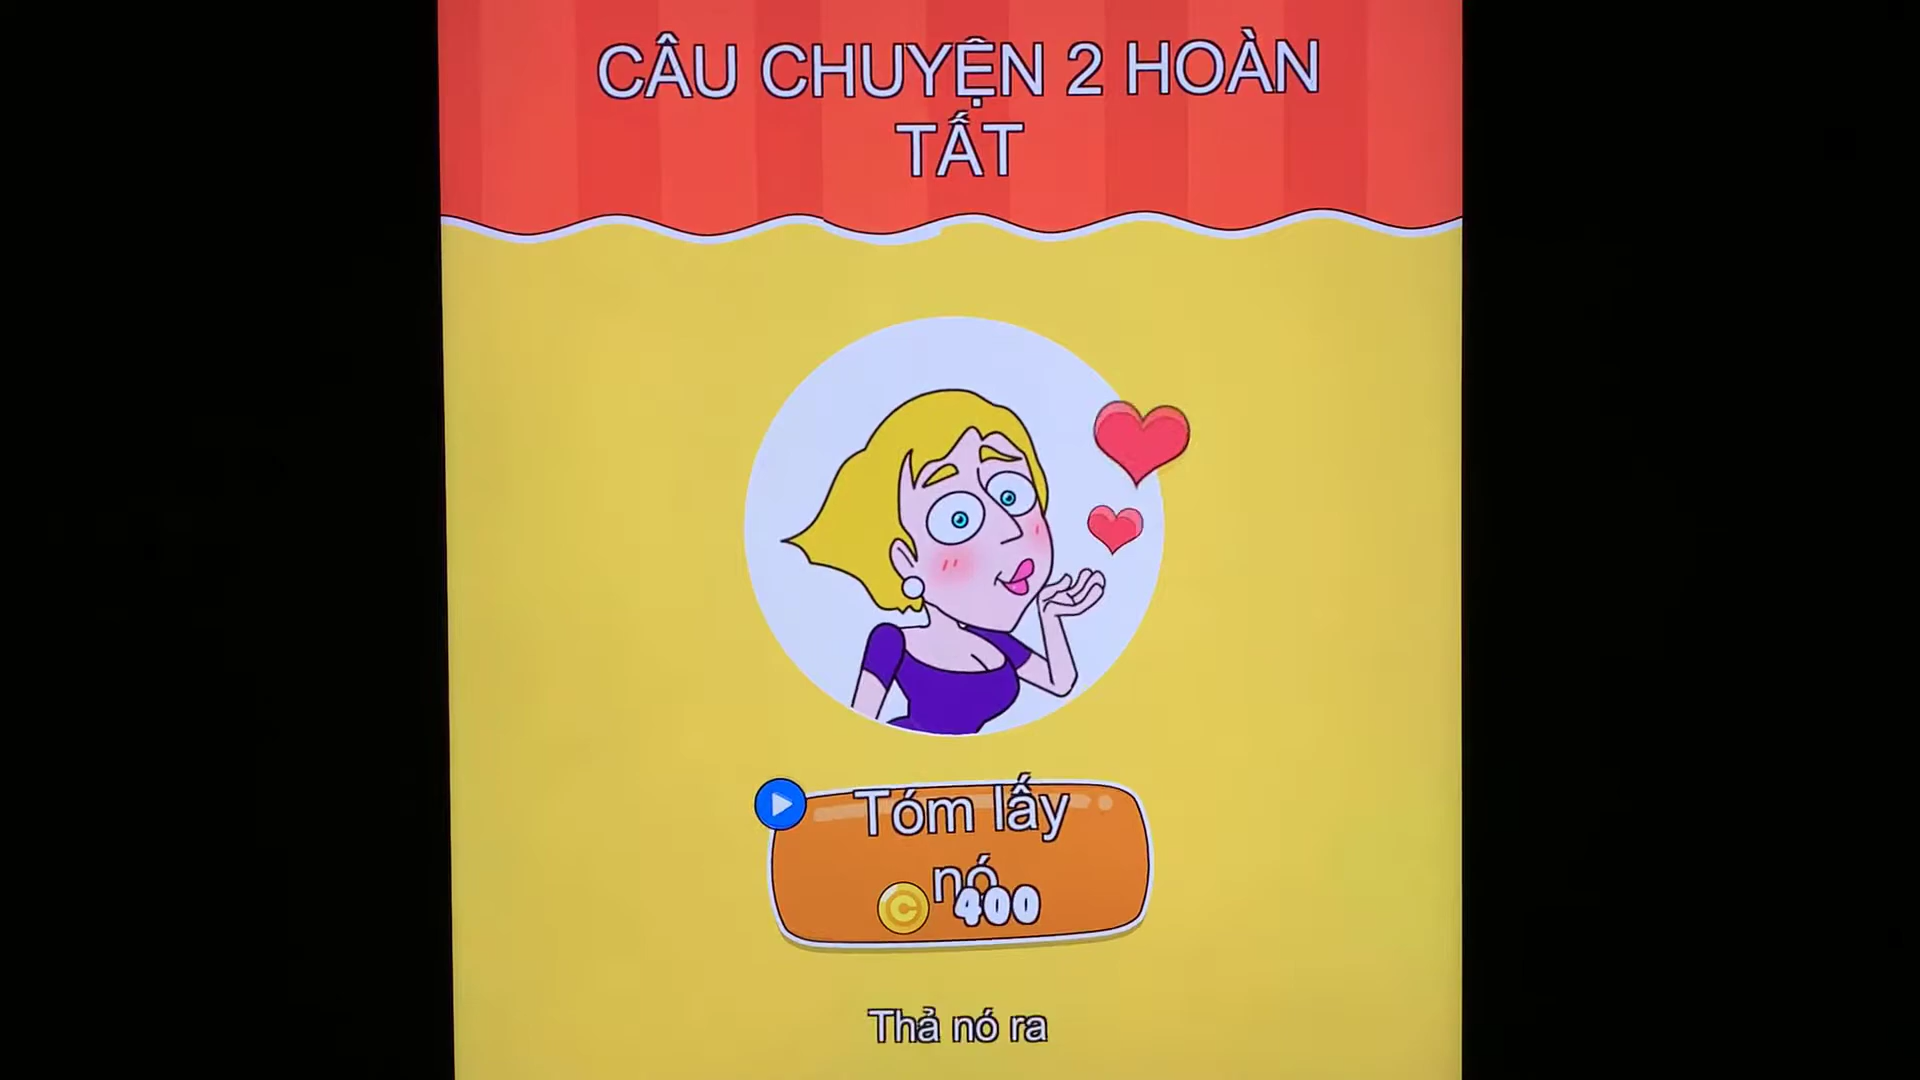 CÂU CHUYỆN 2 HOÀN
TẤT
Tóm lấy
nó
400
Thả nó ra